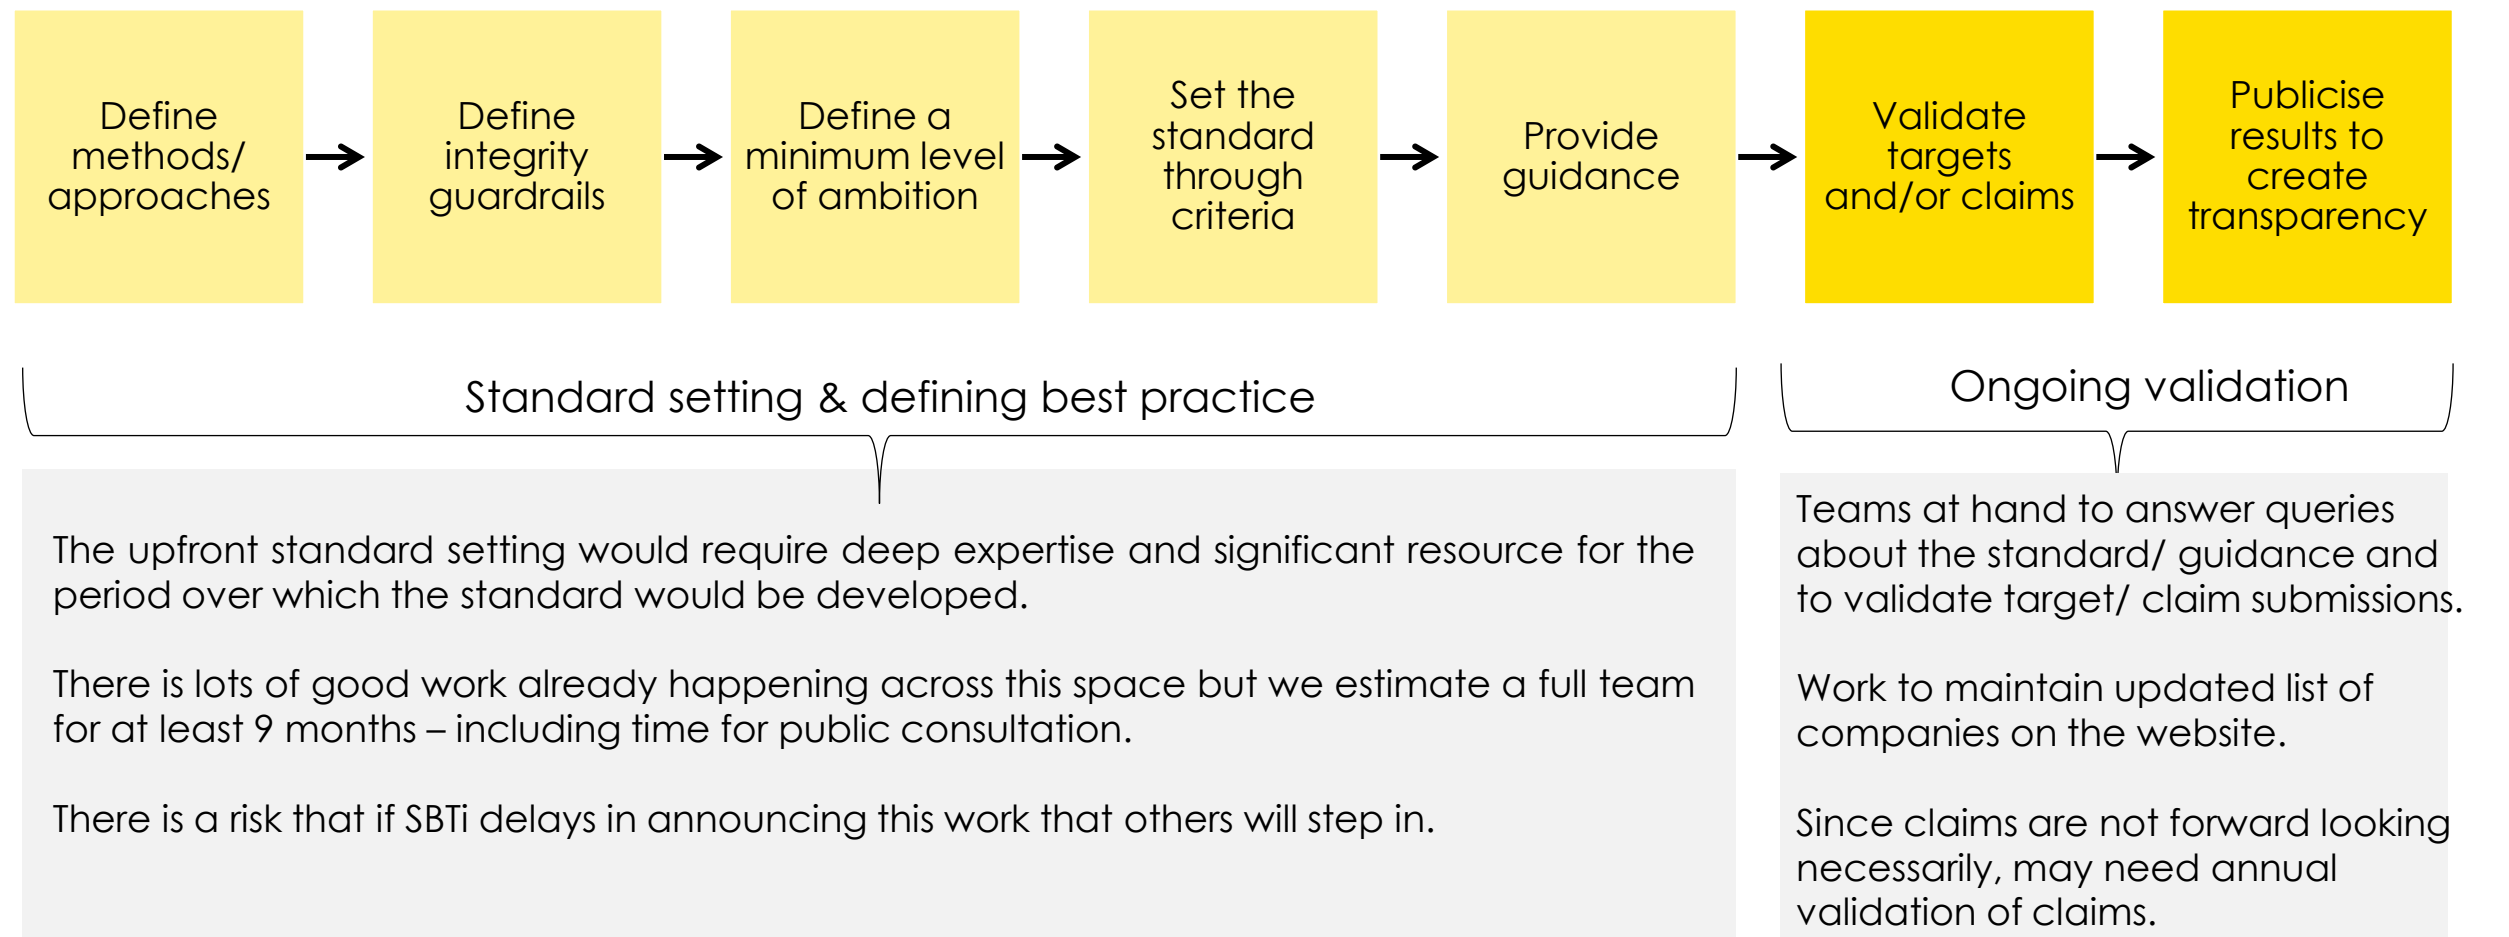 Define
methods/
approaches
Define
integrity
guardrails
Define a
minimum level
of ambition
Set the
standard
through
criteria
Provide
guidance
Validate
targets
and/or claims
Publicise
results to
create
transparency
Standard setting & defining best practice
Ongoing validation
The upfront standard setting would require deep expertise and significant resource for the
period over which the standard would be developed.
There is lots of good work already happening across this space but we estimate a full team
for at least 9 months – including time for public consultation.
There is a risk that if SBTi delays in announcing this work that others will step in.
Teams at hand to answer queries
about the standard/ guidance and
to validate target/ claim submissions.
Work to maintain updated list of
companies on the website.
Since claims are not forward looking
necessarily, may need annual
validation of claims.